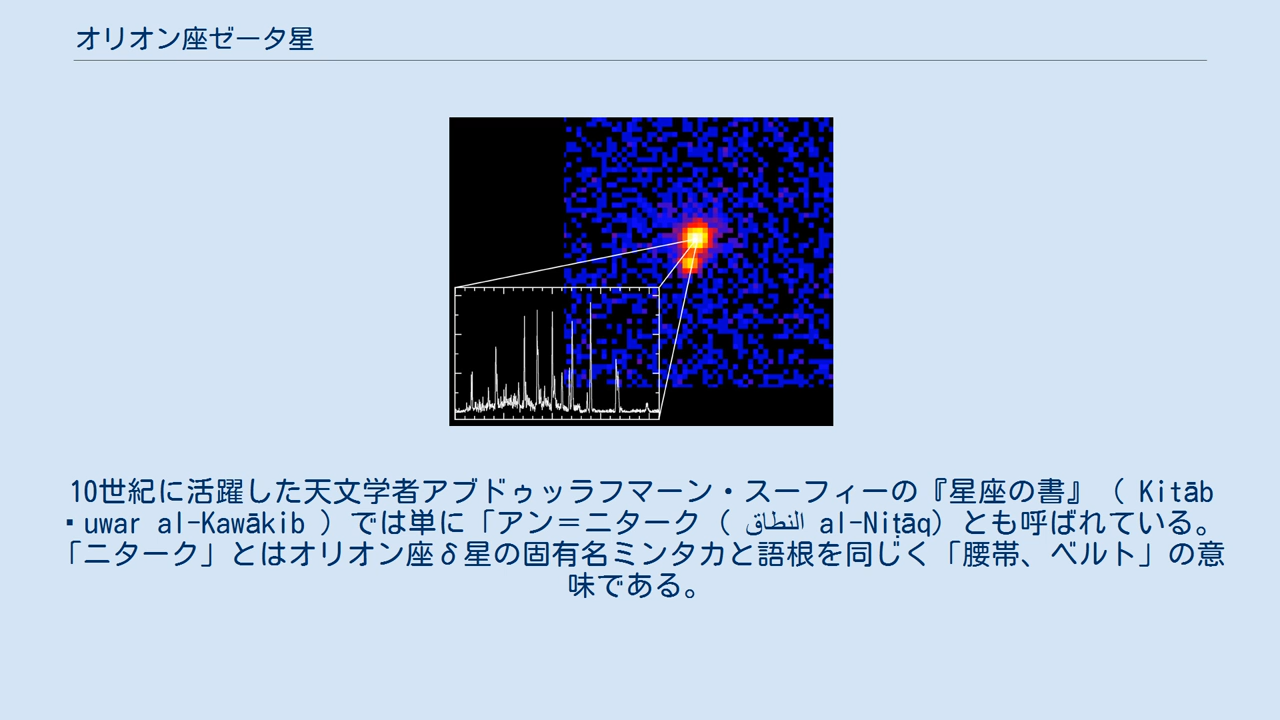 オリオン座ゼータ星
10世紀に活躍した天文学者アブドゥッラフマーン・スーフィーの『星座の書』（ Kitāb
uwar al-Kawākib ）では単に「アン＝ニターク（ النطاق al-Niṭāq）とも呼ばれている。
「ニターク」とはオリオン座δ星の固有名ミンタカと語根を同じく「腰帯、ベルト」の意
味である。